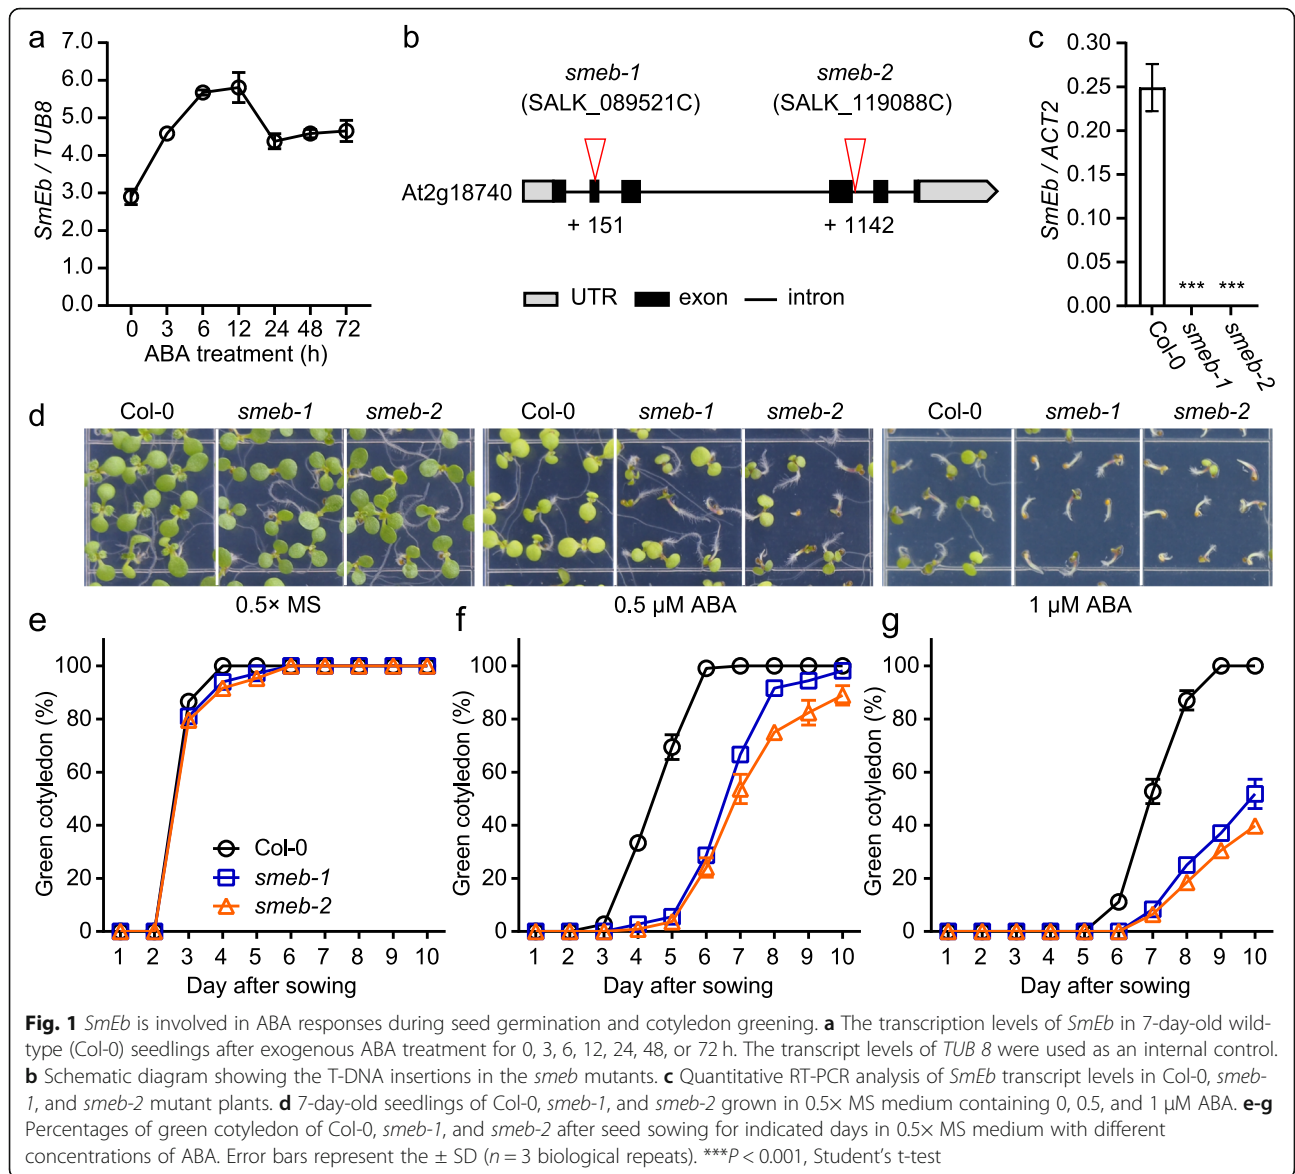 a
7.0
6.0
5.0
4.0
3.0
2.0
1.0
0.0
SmEb / TUB8
0 3 6 12 24 48 72
ABA treatment (h)
b
smeb-1
(SALK_089521C)
smeb-2
(SALK_119088C)
At2g18740
+ 151
+ 1142
UTR exon intron
c
0.30
0.25
0.20
0.15
0.10
0.05
0.00
SmEb / ACT2
*** ***
Col-0
smeb-1
smeb-2
d
Col-0 smeb-1 smeb-2
Col-0 smeb-1 smeb-2
Col-0 smeb-1 smeb-2
0.5× MS
0.5 μM ABA
1 μM ABA
e
100
80
60
40
20
0
Green cotyledon (%)
Col-0
smeb-1
smeb-2
1 2 3 4 5 6 7 8 9 10
Day after sowing
f
100
80
60
40
20
0
Green cotyledon (%)
1 2 3 4 5 6 7 8 9 10
Day after sowing
g
100
80
60
40
20
0
Green cotyledon (%)
1 2 3 4 5 6 7 8 9 10
Day after sowing
Fig. 1 SmEb is involved in ABA responses during seed germination and cotyledon greening. a The transcription levels of SmEb in 7-day-old wild-
type (Col-0) seedlings after exogenous ABA treatment for 0, 3, 6, 12, 24, 48, or 72 h. The transcript levels of TUB 8 were used as an internal control.
b Schematic diagram showing the T-DNA insertions in the smeb mutants. c Quantitative RT-PCR analysis of SmEb transcript levels in Col-0, smeb-
1, and smeb-2 mutant plants. d 7-day-old seedlings of Col-0, smeb-1, and smeb-2 grown in 0.5× MS medium containing 0, 0.5, and 1 μM ABA. e-g
Percentages of green cotyledon of Col-0, smeb-1, and smeb-2 after seed sowing for indicated days in 0.5× MS medium with different
concentrations of ABA. Error bars represent the ± SD (n = 3 biological repeats). ***P < 0.001, Student's t-test